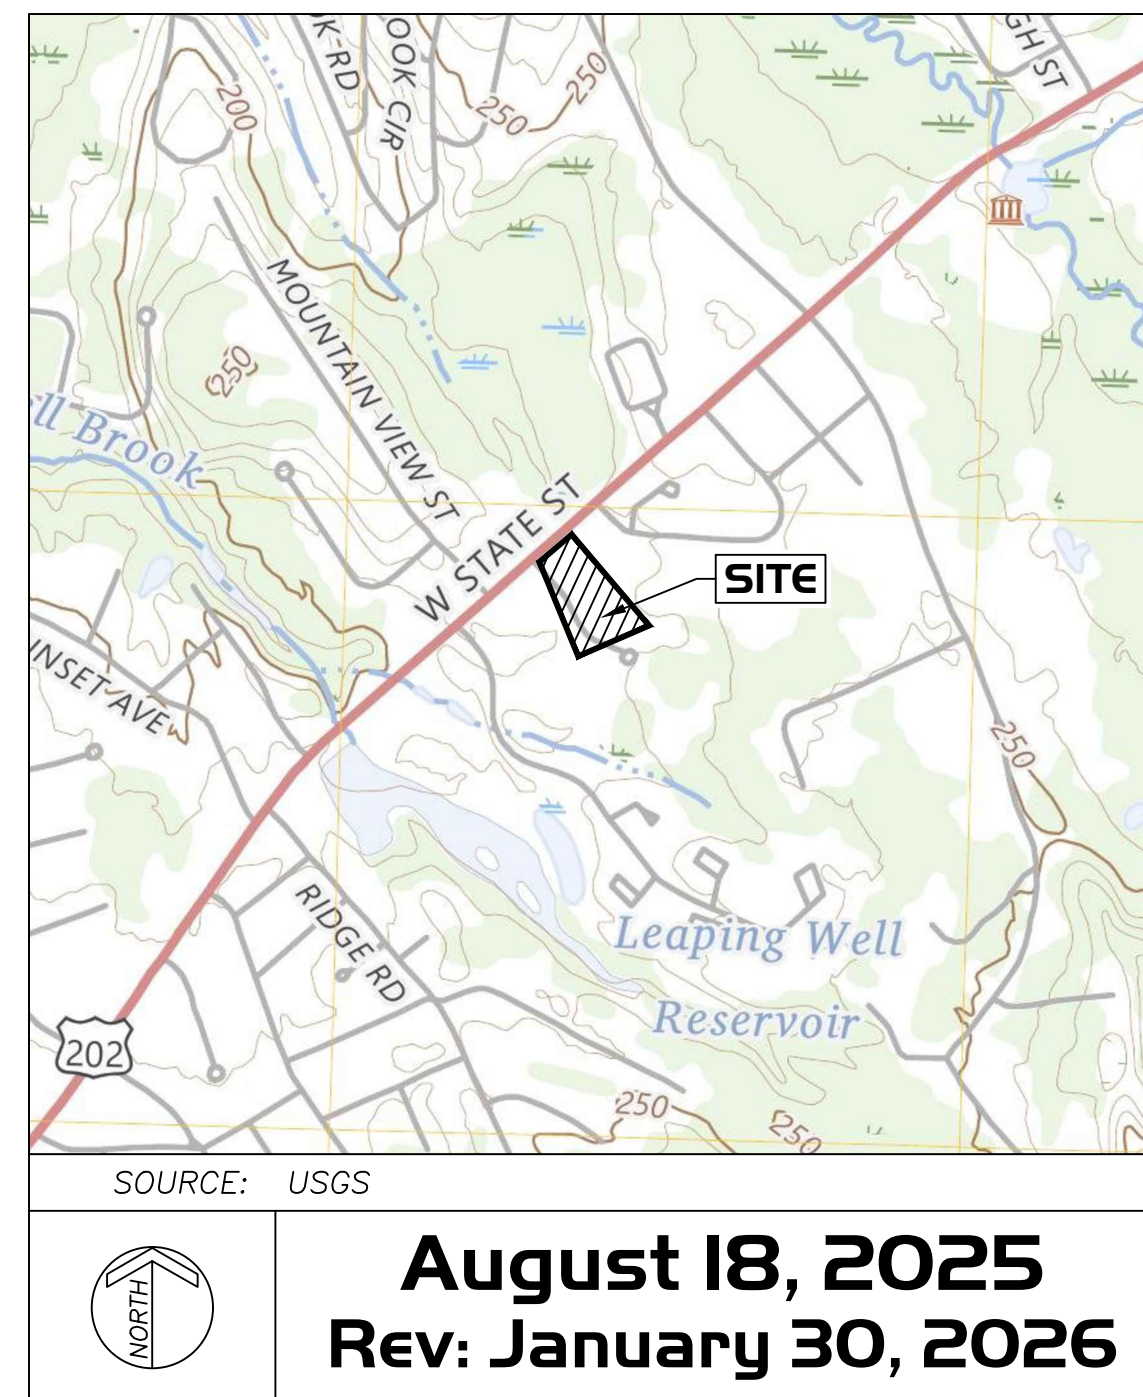 K RD
OOK CIR
GH ST
200
250
250
MOUNTAIN VIEW ST
250
ll Brook
W STATE ST
SITE
UNSET AVE
250
RIDGE RD
Leaping Well
Reservoir
202
250
250
SOURCE: USGS
NORTH
August 18, 2025
Rev: January 30, 2026